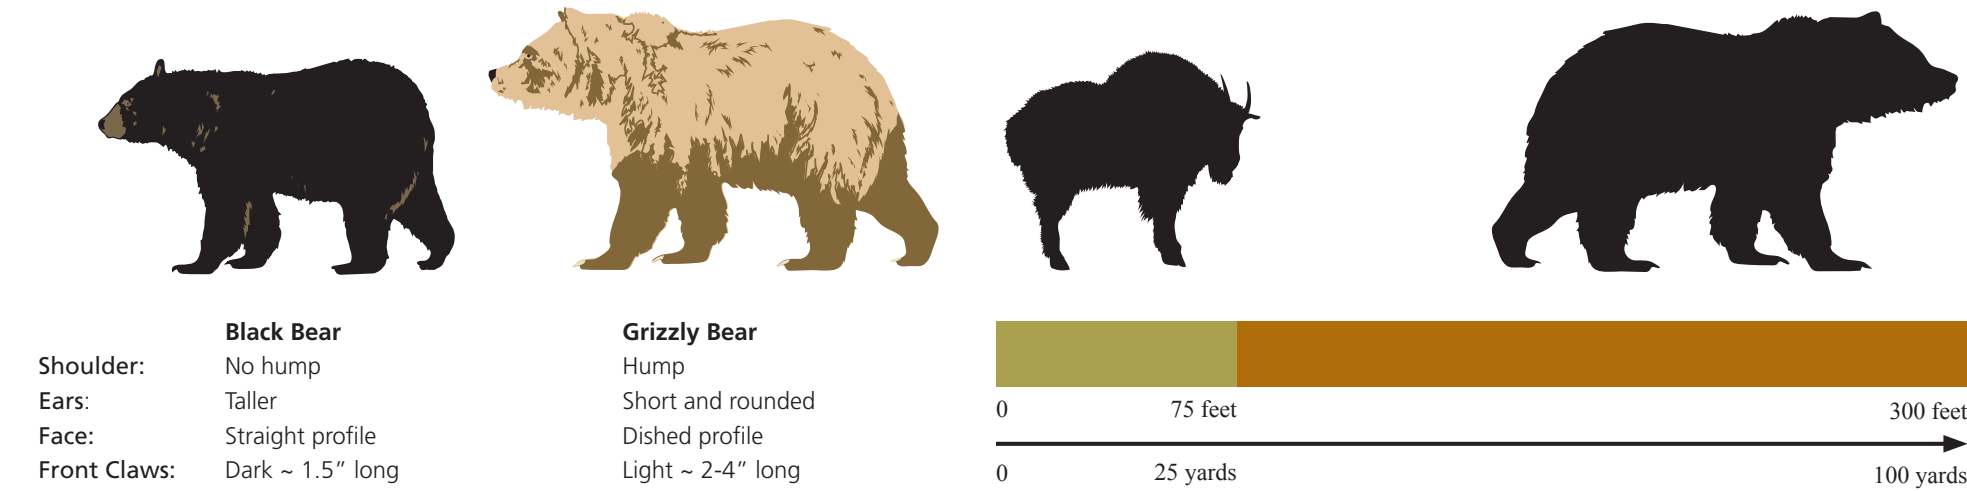 Black Bear Grizzly Bear
Shoulder: No hump Hump
Ears: Taller Short and rounded
Face: Straight profile Dished profile
Front Claws: Dark ~ 1.5” long Light ~ 2-4” long
0 75 feet 300 feet
0 25 yards 100 yards